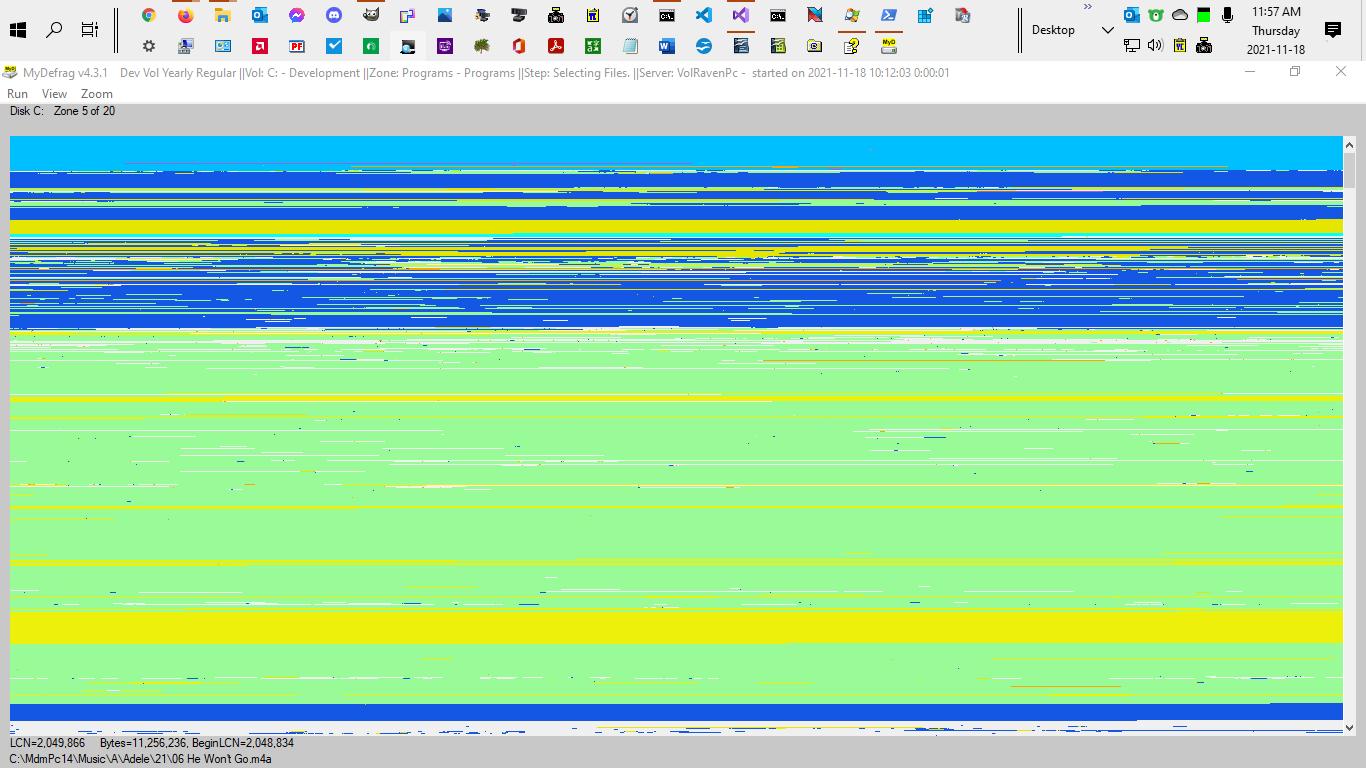 11:57 AM
Desktop
Thursday
2021-11-18
MyDefrag v4.3.1 Dev Vol Yearly Regular ||Vol: C: - Development ||Zone: Programs - Programs ||Step: Selecting Files. ||Server: VolRavenPc - started on 2021-11-18 10:12:03 0:00:01
Run View Zoom
Disk C: Zone 5 of 20
LCN=2,049,866 Bytes=11,256,236, BeginLCN=2,048,834
C:\MdmPc14\Music\A\Adele\21\06 He Won't Go.m4a